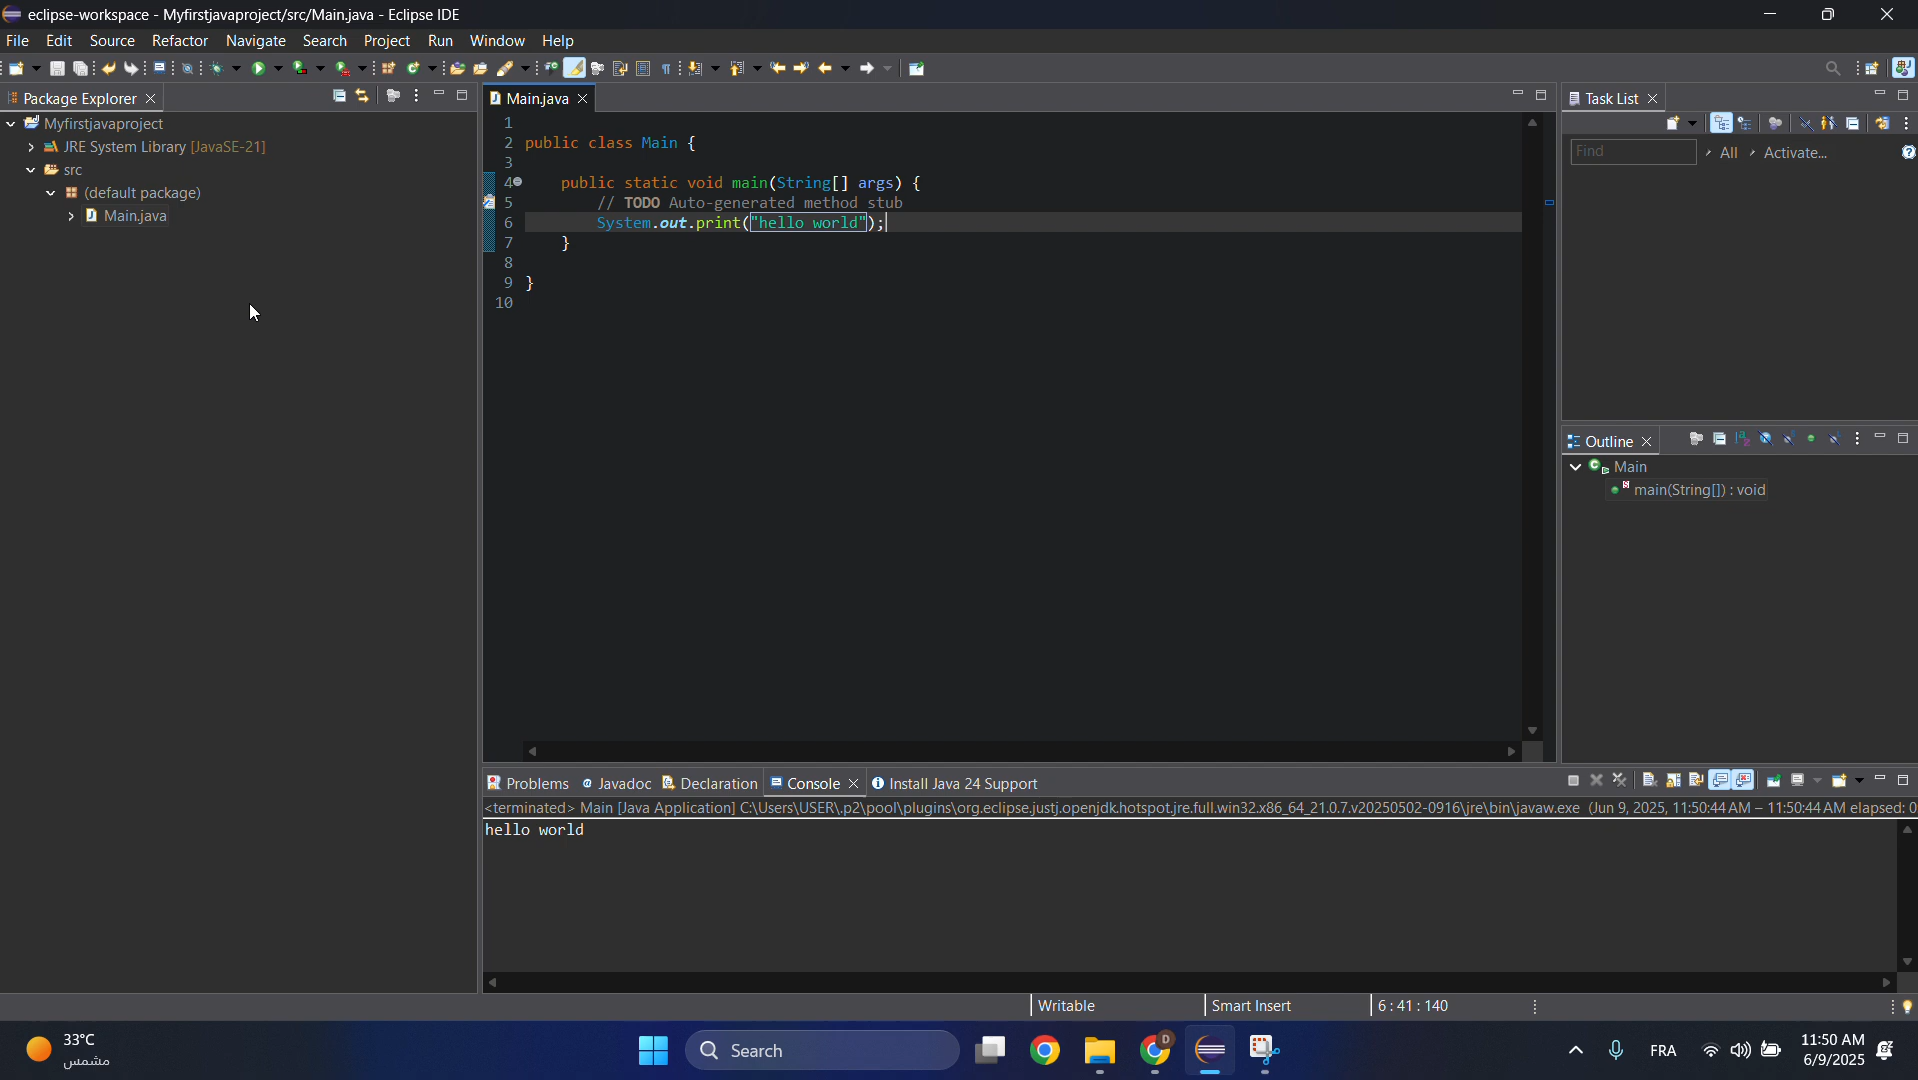 eclipse-workspace - Myfirstjavaproject/src/Main.java - Eclipse IDE
File Edit Source Refactor Navigate Search Project Run Window Help
Package Explorer
Myfirstjavaproject
JRE System Library [JavaSE-21]
src
(default package)
Main.java
Main.java
1
2 public class Main {
3
4 public static void main(String[] args) {
5 // TODO Auto-generated method stub
6 System.out.print("hello world");
7 }
8
9 }
10
Task List
Find All Activate...
Outline
Main
main(String[]) : void
Problems Javadoc Declaration Console Install Java 24 Support
<terminated> Main [Java Application] C:\Users\USER\.p2\pool\plugins\org.eclipse.justj.openjdk.hotspot.jre.full.win32.x86_64_21.0.7.v20250502-0916\jre\bin\javaw.exe (Jun 9, 2025, 11:50:44 AM – 11:50:44 AM elapsed: 0
hello world
Writable Smart Insert 6 : 41 : 140
33°C
مشمس
Search
D
FRA
11:50 AM
6/9/2025